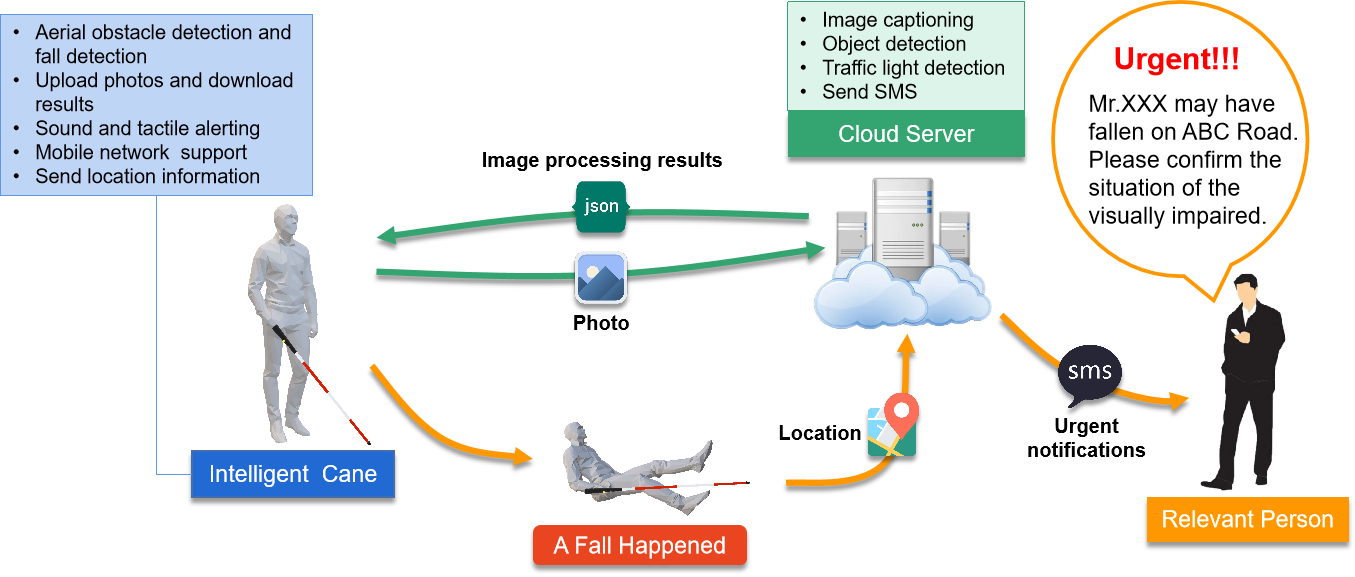 • Aerial obstacle detection and
fall detection
• Upload photos and download
results
• Sound and tactile alerting
• Mobile network support
• Send location information
Intelligent Cane
Image processing results
json
Photo
• Image captioning
• Object detection
• Traffic light detection
• Send SMS
Cloud Server
Urgent!!!
Mr.XXX may have
fallen on ABC Road.
Please confirm the
situation of the
visually impaired.
A Fall Happened
Location
sms
Urgent
notifications
Relevant Person